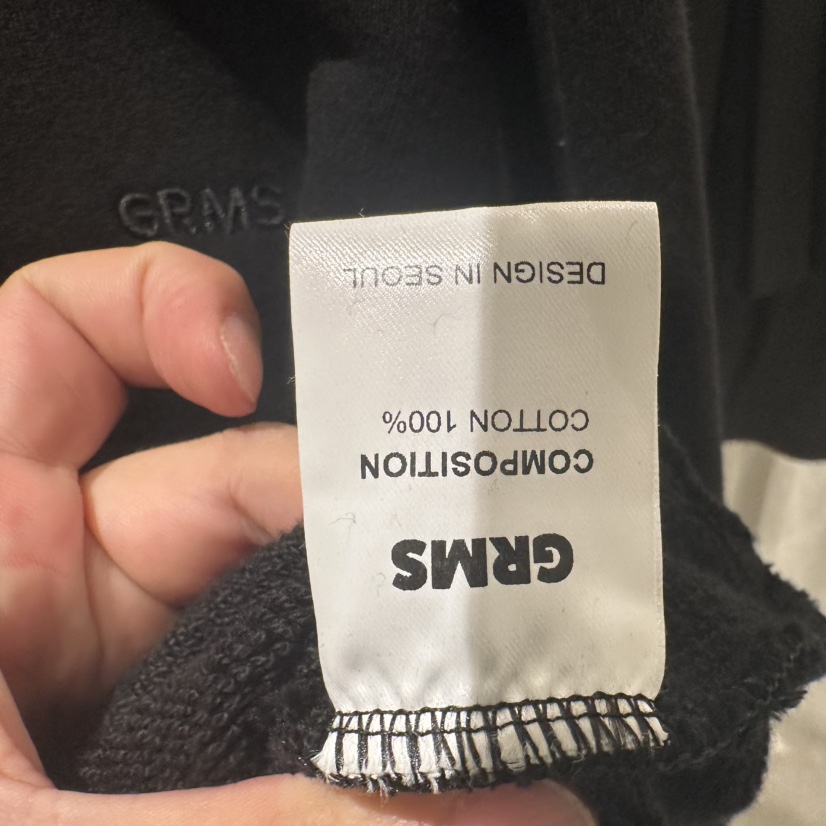 GRMS
GRMS
COMPOSITION
COTTON 100%
DESIGN IN SEOUL